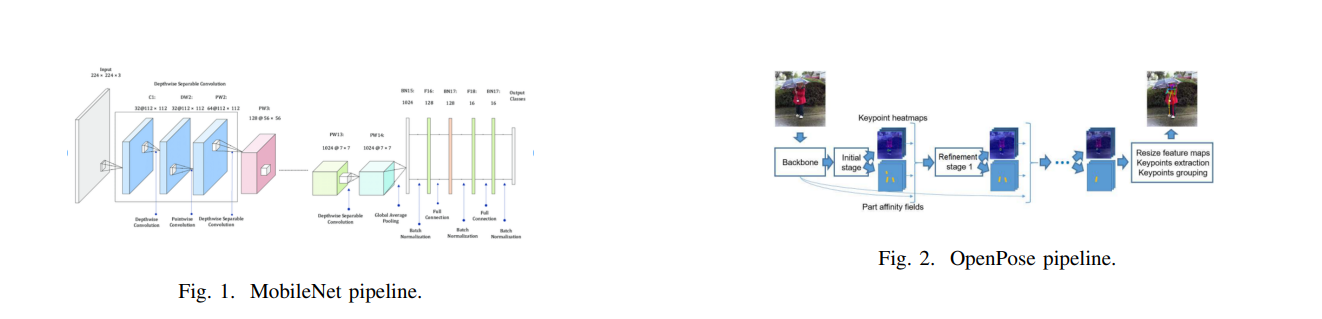 Input
224 × 224 × 3
Depthwise Separable Convolution
C1: DW2: PW2:
32@112 × 112 32@112 × 112 64@112 × 112
PW3:
128 @ 56 × 56
PW13: PW14:
1024 @ 7 × 7 1024 @ 7 × 7
BN15: F16: BN17: F18: BN17: Output
1024 128 128 16 16 Classes
Depthwise Convolution
Pointwise Convolution
Depthwise Separable Convolution
Depthwise Separable Convolution
Global Average Pooling
Batch Normalization
Full Connection
Batch Normalization
Full Connection
Batch Normalization
Fig. 1. MobileNet pipeline.
Keypoint heatmaps
Backbone
Initial
stage
Refinement
stage 1
Resize feature maps
Keypoints extraction
Keypoints grouping
Part affinity fields
Fig. 2. OpenPose pipeline.